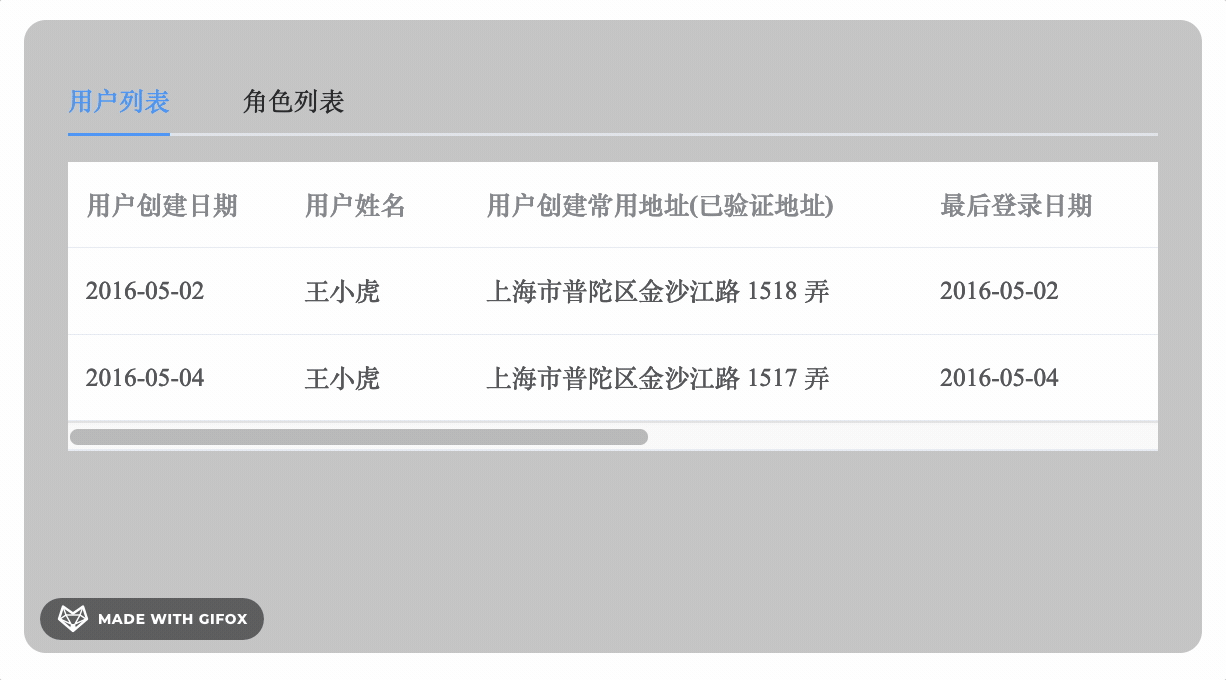 用户列表 角色列表
用户创建日期 用户姓名 用户创建常用地址(已验证地址) 最后登录日期
2016-05-02 王小虎 上海市普陀区金沙江路 1518 弄 2016-05-02
2016-05-04 王小虎 上海市普陀区金沙江路 1517 弄 2016-05-04
MADE WITH GIFOX